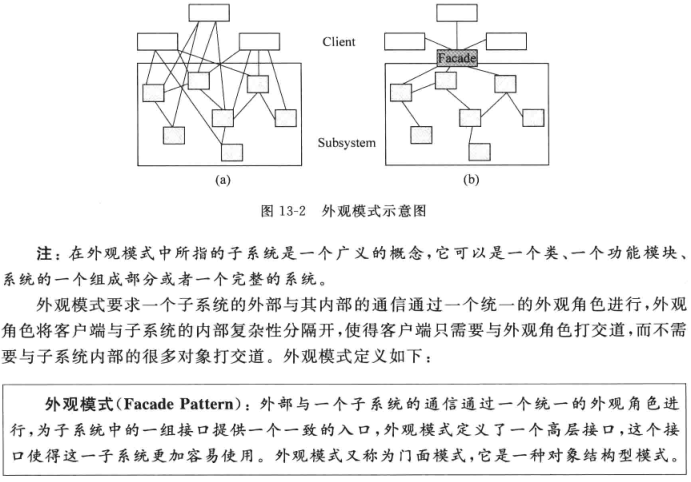 Client
Facade
Subsystem
(a)
(b)
图 13-2 外观模式示意图
注：在外观模式中所指的子系统是一个广义的概念，它可以是一个类、一个功能模块、
系统的一个组成部分或者一个完整的系统。
外观模式要求一个子系统的外部与其内部的通信通过一个统一的外观角色进行，外观
角色将客户端与子系统的内部复杂性分隔开，使得客户端只需要与外观角色打交道，而不需
要与子系统内部的很多对象打交道。外观模式定义如下：
外观模式(Facade Pattern)：外部与一个子系统的通信通过一个统一的外观角色进
行，为子系统中的一组接口提供一个一致的入口，外观模式定义了一个高层接口，这个接
口使得这一子系统更加容易使用。外观模式又称为门面模式，它是一种对象结构型模式。